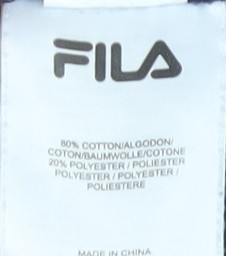 FILA
80% COTTON/ALGODON/
COTON/BAUMWOLLE/COTONE
20% POLYESTER / POLIESTER
POLYESTER / POLYESTER /
POLIESTERE
MADE IN CHINA